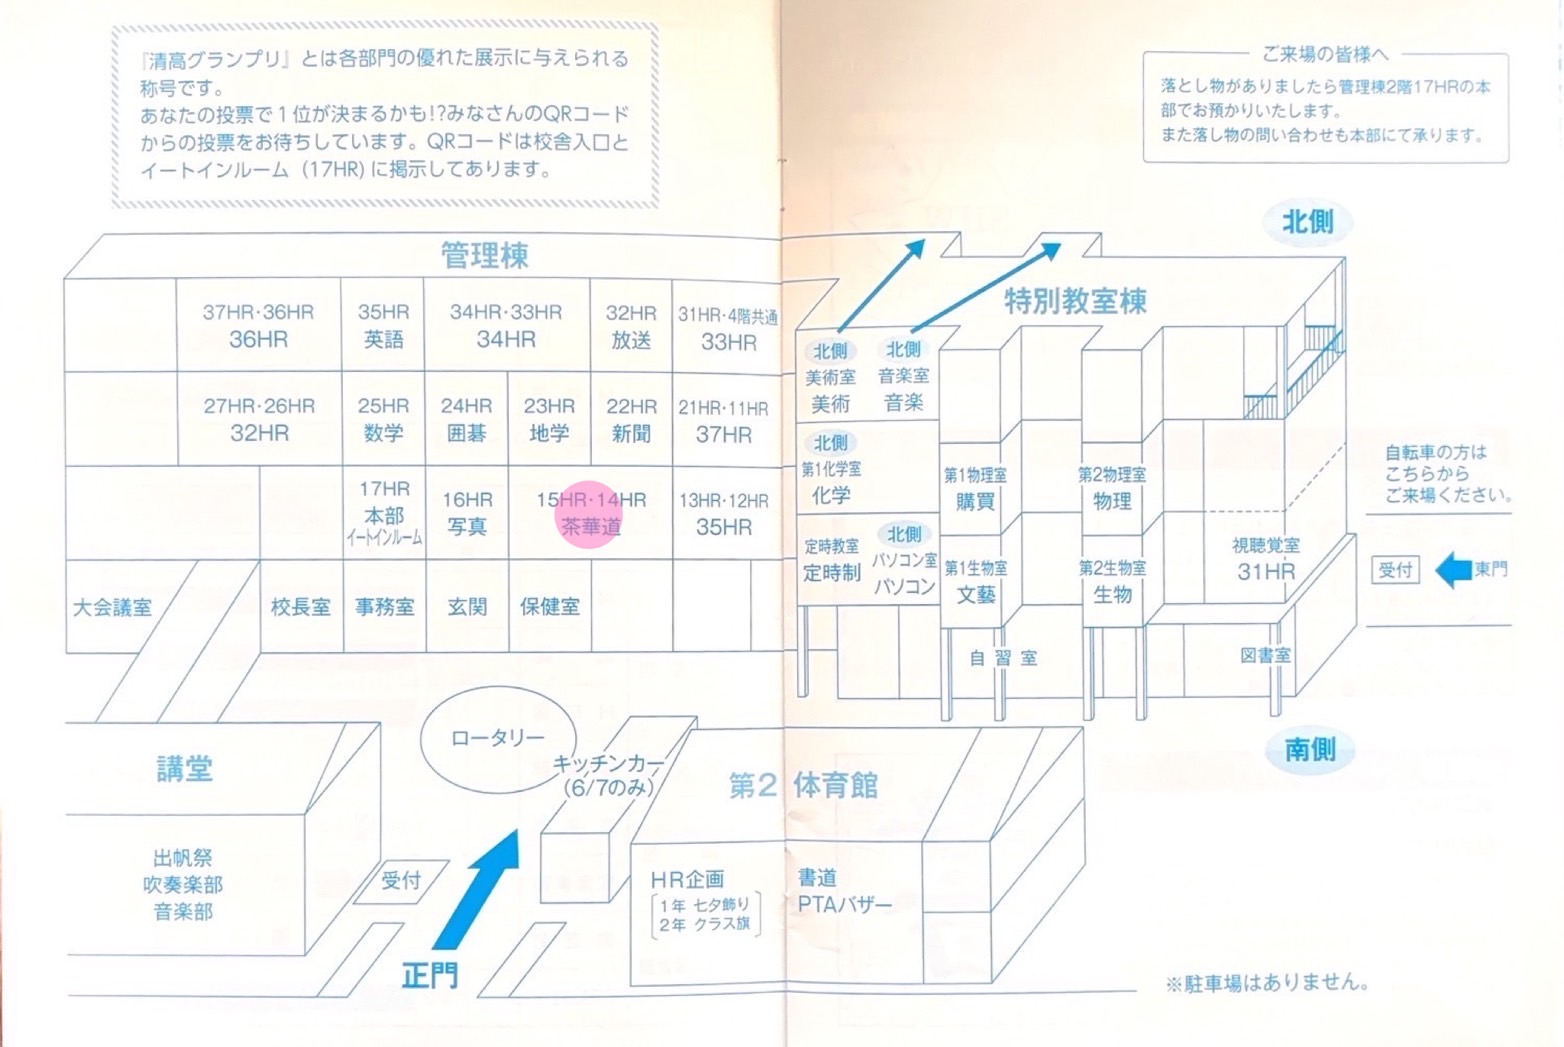 『清高グランプリ』とは各部門の優れた展示に与えられる
称号です。
あなたの投票で１位が決まるかも!?みなさんのQRコード
からの投票をお待ちしています。QRコードは校舎入口と
イートインルーム（17HR)に掲示してあります。
ご来場の皆様へ
落とし物がありましたら管理棟2階17HRの本
部でお預かりいたします。
また落し物の問い合わせも本部にて承ります。
北側
管理棟
37HR・36HR
36HR
35HR
英語
34HR・33HR
34HR
32HR
放送
31HR・4階共通
33HR
27HR・26HR
32HR
25HR
数学
24HR
囲碁
23HR
地学
22HR
新聞
21HR・11HR
37HR
17HR
本部
イートインルーム
16HR
写真
15HR・14HR
茶華道
13HR・12HR
35HR
大会議室
校長室
事務室
玄関
保健室
特別教室棟
北側
美術室
美術
北側
音楽室
音楽
北側
第1化学室
化学
第1物理室
購買
第2物理室
物理
定時教室
定時制
北側
パソコン室
パソコン
第1生物室
文藝
第2生物室
生物
視聴覚室
31HR
自習室
図書室
自転車の方は
こちらから
ご来場ください。
受付
東門
南側
講堂
出帆祭
吹奏楽部
音楽部
受付
ロータリー
キッチンカー
(6/7のみ)
正門
第2 体育館
HR企画
1年 七夕飾り
2年 クラス旗
書道
PTAバザー
※駐車場はありません。